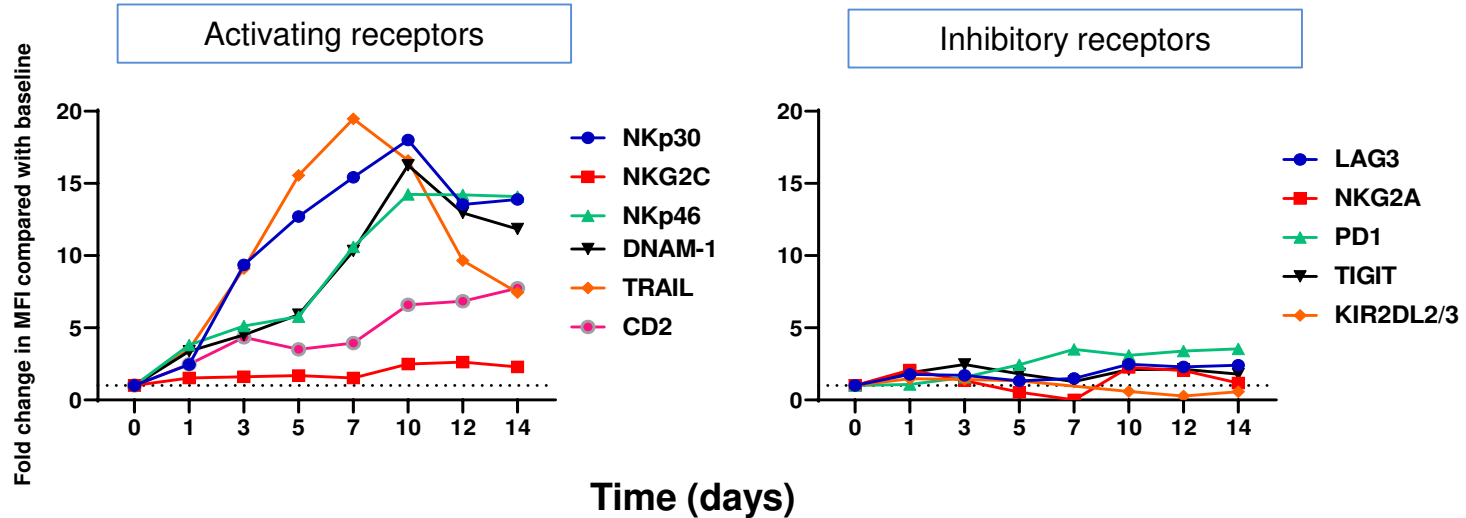 Activating receptors
Fold change in MFI compared with baseline
20
15
10
5
0
0 1 3 5 7 10 12 14
NKp30
NKG2C
NKp46
DNAM-1
TRAIL
CD2
Inhibitory receptors
20
15
10
5
0
0 1 3 5 7 10 12 14
LAG3
NKG2A
PD1
TIGIT
KIR2DL2/3
Time (days)